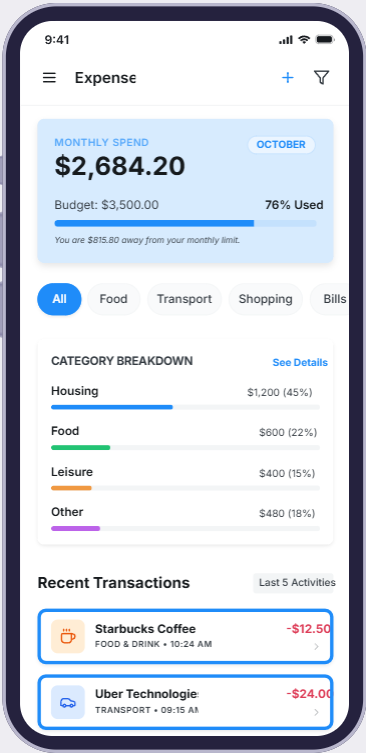 9:41
Expense
MONTHLY SPEND
OCTOBER
$2,684.20
Budget: $3,500.00
76% Used
You are $815.80 away from your monthly limit.
All
Food
Transport
Shopping
Bills
CATEGORY BREAKDOWN
See Details
Housing
$1,200 (45%)
Food
$600 (22%)
Leisure
$400 (15%)
Other
$480 (18%)
Recent Transactions
Last 5 Activities
Starbucks Coffee
-$12.50
FOOD & DRINK • 10:24 AM
Uber Technologie
-$24.00
TRANSPORT • 09:15 AM